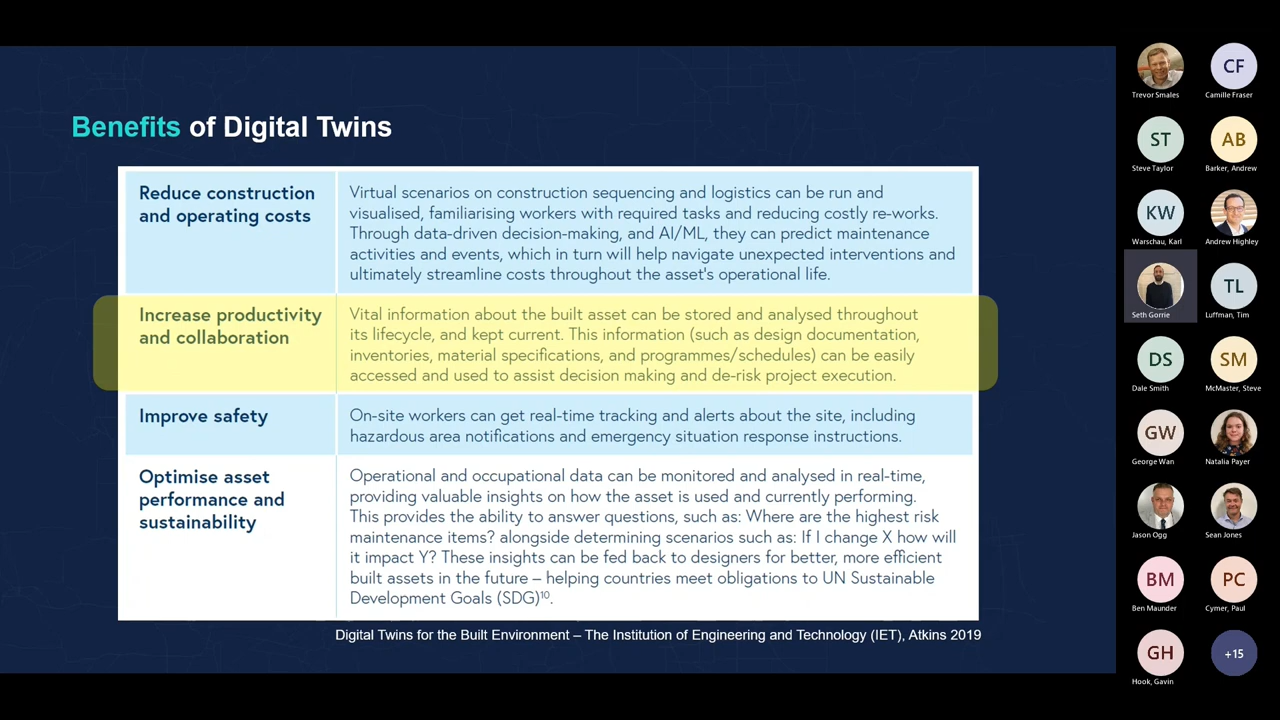 Benefits of Digital Twins
Reduce construction
and operating costs
Virtual scenarios on construction sequencing and logistics can be run and
visualised, familiarising workers with required tasks and reducing costly re-works.
Through data-driven decision-making, and AI/ML, they can predict maintenance
activities and events, which in turn will help navigate unexpected interventions and
ultimately streamline costs throughout the asset's operational life.
Increase productivity
and collaboration
Vital information about the built asset can be stored and analysed throughout
its lifecycle, and kept current. This information (such as design documentation,
inventories, material specifications, and programmes/schedules) can be easily
accessed and used to assist decision making and de-risk project execution.
Improve safety
On-site workers can get real-time tracking and alerts about the site, including
hazardous area notifications and emergency situation response instructions.
Optimise asset
performance and
sustainability
Operational and occupational data can be monitored and analysed in real-time,
providing valuable insights on how the asset is used and currently performing.
This provides the ability to answer questions, such as: Where are the highest risk
maintenance items? alongside determining scenarios such as: If I change X how will
it impact Y? These insights can be fed back to designers for better, more efficient
built assets in the future – helping countries meet obligations to UN Sustainable
Development Goals (SDG)¹⁰.
Digital Twins for the Built Environment – The Institution of Engineering and Technology (IET), Atkins 2019
Trevor Smales
CF
Camille Fraser
ST
Steve Taylor
AB
Barker, Andrew
KW
Warschau, Karl
Andrew Highley
Seth Gorrie
TL
Luffman, Tim
DS
Dale Smith
SM
McMaster, Steve
GW
George Wan
Natalia Payer
Jason Ogg
Sean Jones
BM
Ben Maunder
PC
Cymer, Paul
GH
Hook, Gavin
+15